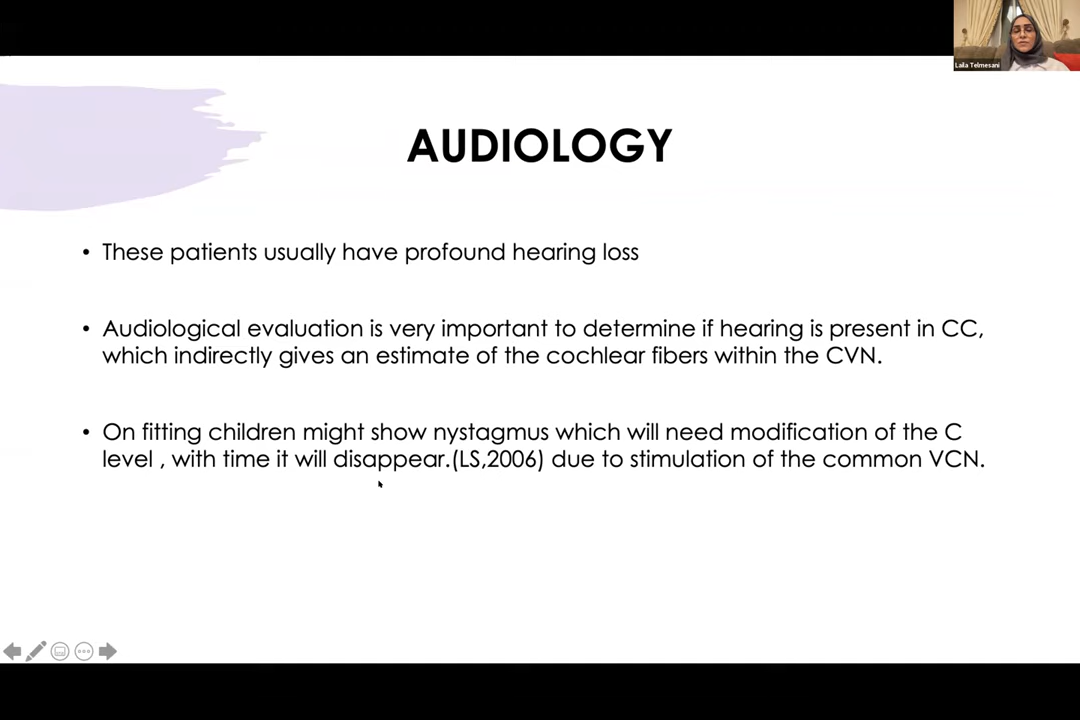 Laila Telmesani
AUDIOLOGY
• These patients usually have profound hearing loss
• Audiological evaluation is very important to determine if hearing is present in CC,
which indirectly gives an estimate of the cochlear fibers within the CVN.
• On fitting children might show nystagmus which will need modification of the C
level , with time it will disappear.(LS,2006) due to stimulation of the common VCN.